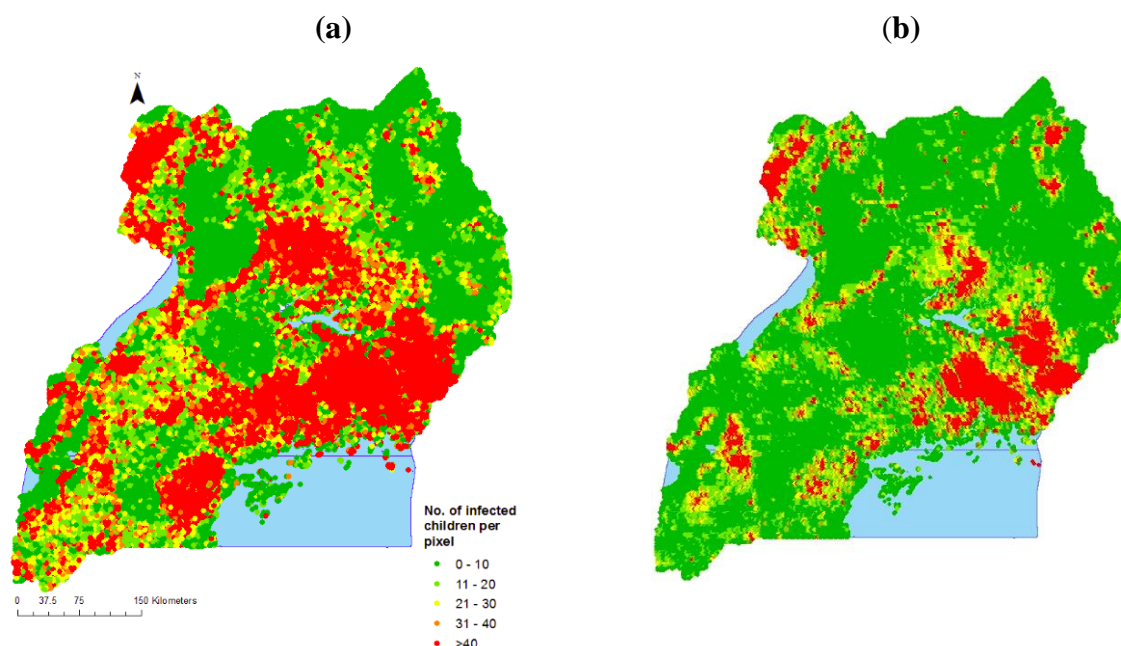 (a)
(b)
N
No. of infected
children per
pixel
0 - 10
11 - 20
21 - 30
31 - 40
>40
0 37.5 75 150 Kilometers